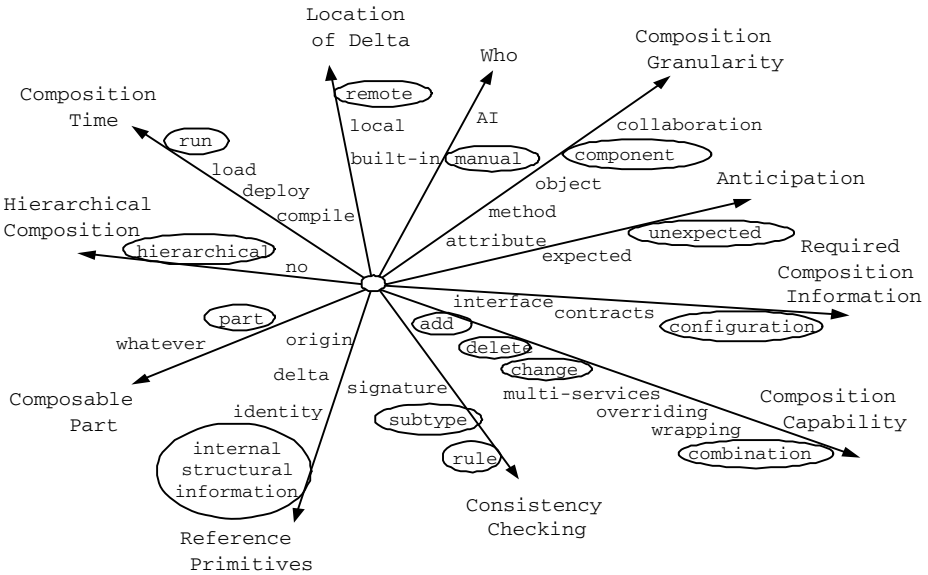 Location
of Delta
Who
Composition
Granularity
Composition
Time
remote
AI
collaboration
run
local
load
built-in
manual
component
deploy
object
Anticipation
compile
method
Hierarchical
Composition
hierarchical
attribute
unexpected
expected
no
Required
Composition
Information
interface
contracts
configuration
part
add
whatever
origin
delete
delta
change
signature
multi-services
Composable
Part
identity
overriding
Composition
Capability
subtype
wrapping
internal
structural
information
rule
combination
Consistency
Checking
Reference
Primitives